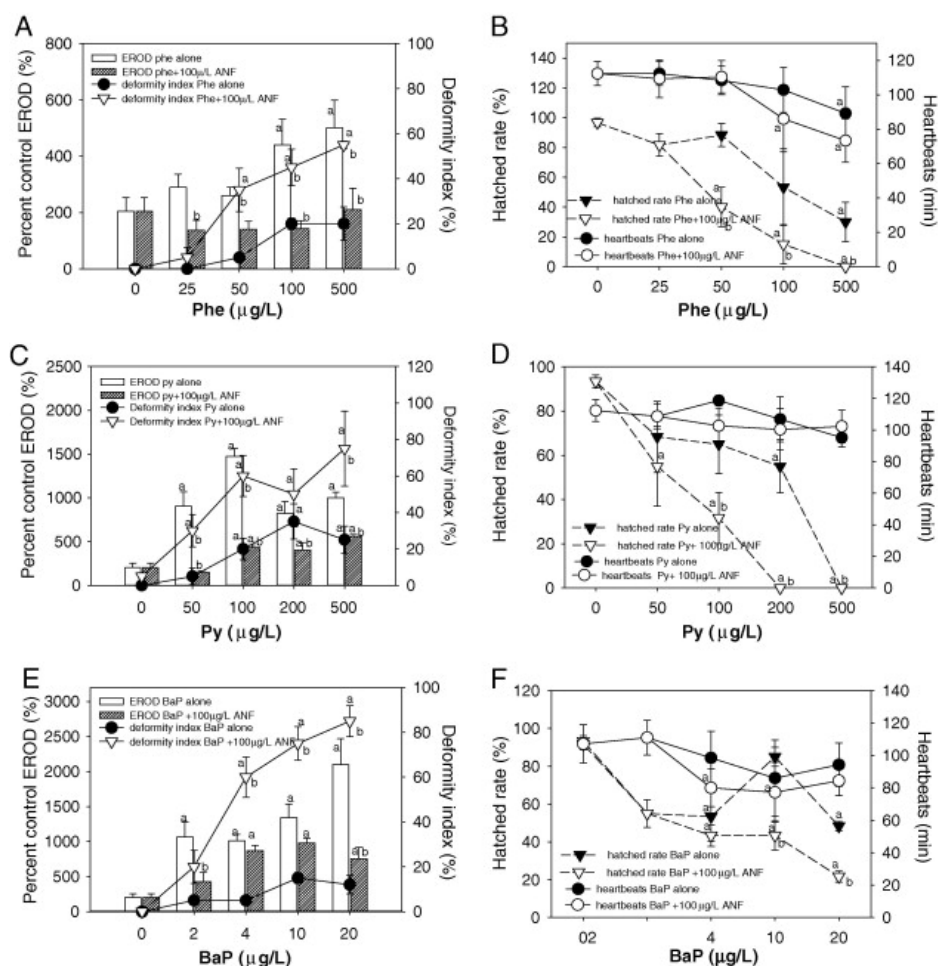 A
800
600
400
200
0
Percent control EROD (%)
EROD phe alone
EROD phe+100μ/L ANF
deformity index Phe alone
deformity index Phe+100μ/L ANF
a
a
a
a
a
b
b
b
b
b
80
60
40
20
0
Deformity index (%)
0 25 50 100 500
Phe (μg/L)
B
140
120
100
80
60
40
20
0
Hatched rate (%)
a
a
a
a
a
a
a
a
b
b
a,b
hatched rate Phe alone
hatched rate Phe+100μg/L ANF
heartbeats Phe alone
heartbeats Phe+100μg/L ANF
120
100
80
60
40
20
0
Heartbeats (min)
0 25 50 100 500
Phe (μg/L)
C
2500
2000
1500
1000
500
0
Percent control EROD (%)
EROD py alone
EROD py+100μg/L ANF
Deformity index Py alone
Deformity index Py+100μg/L ANF
a
a
a
a
a
a
a
b
b
b
a b
120
100
80
60
40
20
0
Deformity index (%)
0 50 100 200 500
Py (μg/L)
D
100
80
60
40
20
0
Hatched rate (%)
a
a
a
a b
a b
hatched rate Py alone
hatched rate Py+ 100μg/L ANF
heartbeats Py alone
heartbeats Py+ 100μg/L ANF
140
120
100
80
60
40
20
0
Heartbeats (min)
0 50 100 200 500
Py (μg/L)
E
3000
2500
2000
1500
1000
500
0
Percent control EROD (%)
EROD BaP alone
EROD BaP +100μg/L ANF
deformity index BaP alone
deformity index BaP +100μg/L ANF
a
a
a
a
a
a
a
a
a
b
b
b
b
a b
100
80
60
40
20
0
Deformity index (%)
0 2 4 10 20
BaP (μg/L)
F
120
100
80
60
40
20
0
Hatched rate (%)
a
a
a
a
a
a
a
a
b
b
hatched rate BaP alone
hatched rate BaP +100μg/L ANF
heartbeats BaP alone
heartbeats BaP +100μg/L ANF
140
120
100
80
60
40
20
0
Heartbeats (min)
02 4 10 20
BaP (μg/L)